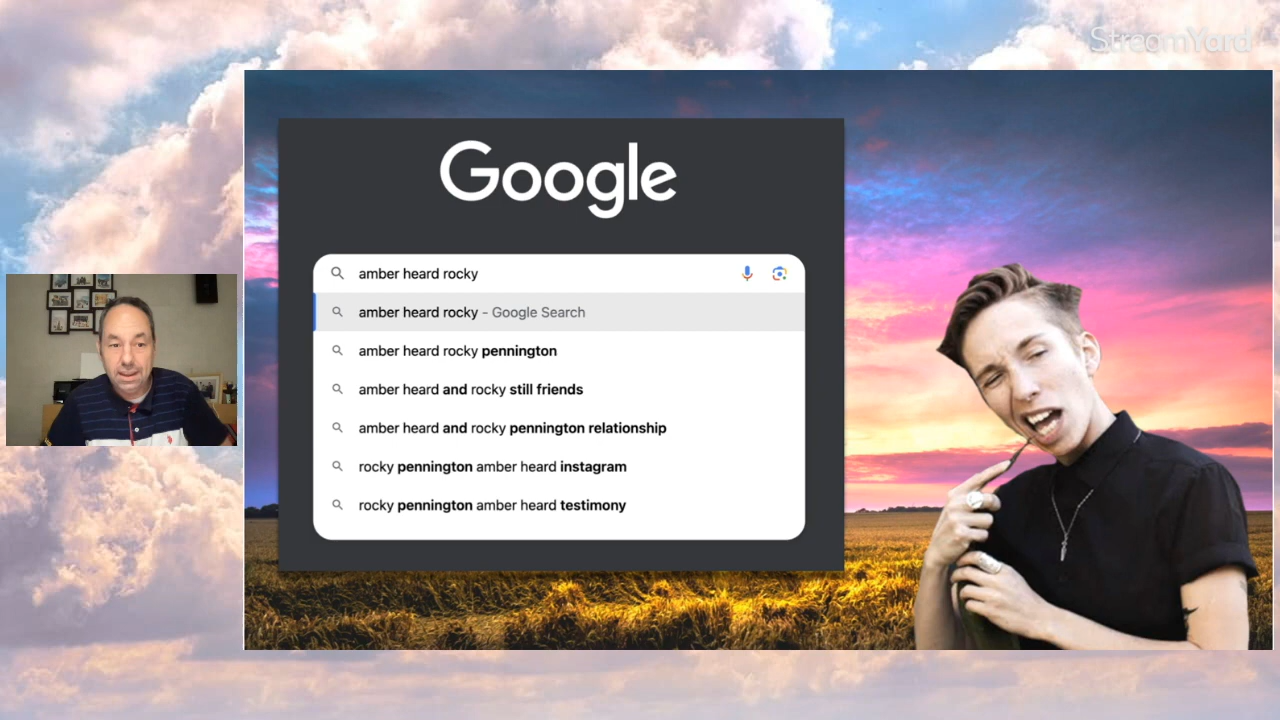 StreamYard
Google
amber heard rocky
amber heard rocky - Google Search
amber heard rocky pennington
amber heard and rocky still friends
amber heard and rocky pennington relationship
rocky pennington amber heard instagram
rocky pennington amber heard testimony